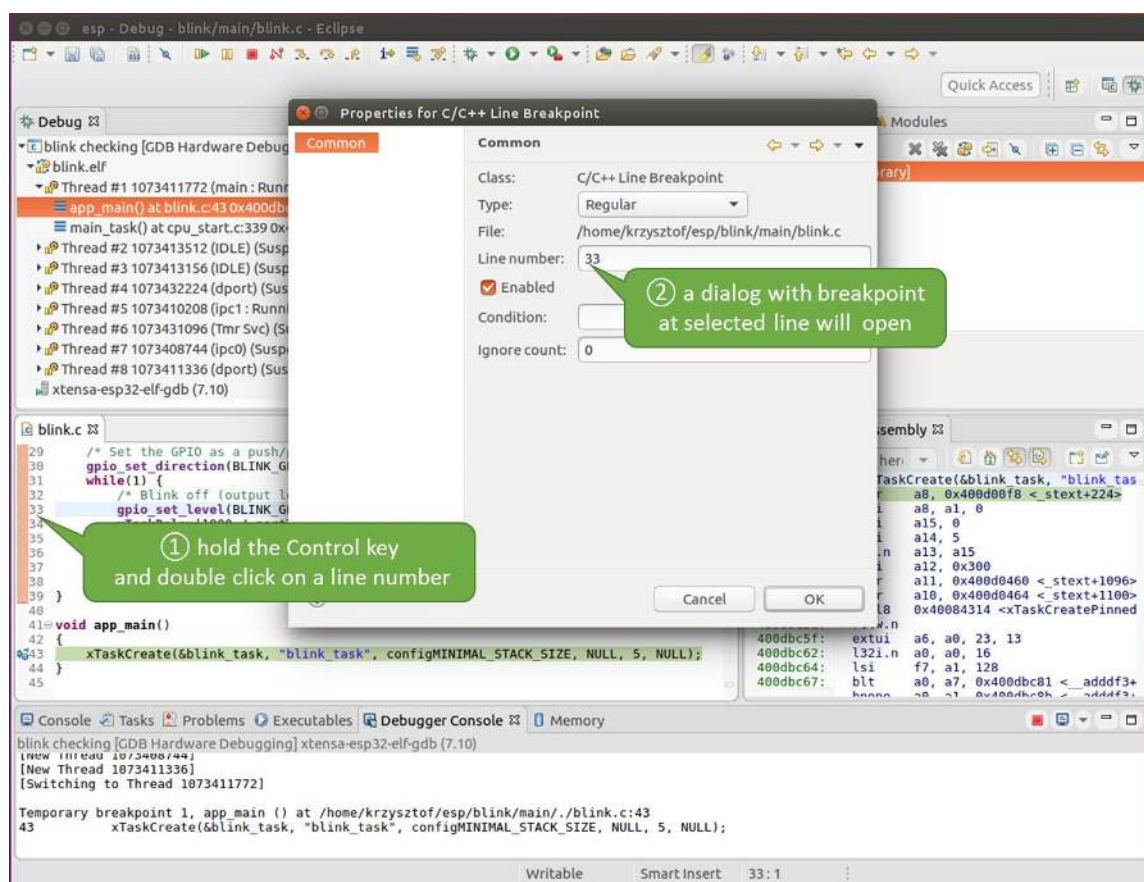 esp - Debug - blink/main/blink.c - Eclipse
Quick Access
Debug
blink checking [GDB Hardware Debug
blink.elf
Thread #1 1073411772 (main : Runn
app_main() at blink.c:43 0x400db
main_task() at cpu_start.c:339 0x4
Thread #2 1073413512 (IDLE) (Susp
Thread #3 1073413156 (IDLE) (Susp
Thread #4 1073432224 (dport) (Sus
Thread #5 1073410208 (ipc1 : Runni
Thread #6 1073431096 (Tmr Svc) (S
Thread #7 1073408744 (ipc0) (Susp
Thread #8 1073411336 (dport) (Sus
xtensa-esp32-elf-gdb (7.10)
Properties for C/C++ Line Breakpoint
Common
Common
Class: C/C++ Line Breakpoint
Type: Regular
File: /home/krzysztof/esp/blink/main/blink.c
Line number: 33
Enabled
Condition:
Ignore count: 0
② a dialog with breakpoint
at selected line will open
Cancel OK
Modules
rary]
blink.c
29 /* Set the GPIO as a push/
30 gpio_set_direction(BLINK_G
31 while(1) {
32 /* Blink off (output l
33 gpio_set_level(BLINK_G
34
35
36
37
38
39 }
40
41 void app_main()
42 {
43 xTaskCreate(&blink_task, "blink_task", configMINIMAL_STACK_SIZE, NULL, 5, NULL);
44 }
45
① hold the Control key
and double click on a line number
ssembly
her
TaskCreate(&blink_task, "blink_tas
r a8, 0x400d00f8 <_stext+224>
i a8, a1, 0
i a15, 0
i a14, 5
.n a13, a15
i a12, 0x300
r a11, 0x400d0460 <_stext+1096>
r a10, 0x400d0464 <_stext+1100>
l8 0x40084314 <xTaskCreatePinned
400dbc5f: extui a6, a0, 23, 13
400dbc62: l32i.n a0, a0, 16
400dbc64: lsi f7, a1, 128
400dbc67: blt a0, a7, 0x400dbc81 <__adddf3+
Console Tasks Problems Executables Debugger Console Memory
blink checking [GDB Hardware Debugging] xtensa-esp32-elf-gdb (7.10)
[New Thread 1073408744]
[New Thread 1073411336]
[Switching to Thread 1073411772]
Temporary breakpoint 1, app_main () at /home/krzysztof/esp/blink/main/./blink.c:43
43 xTaskCreate(&blink_task, "blink_task", configMINIMAL_STACK_SIZE, NULL, 5, NULL);
Writable Smart Insert 33 : 1